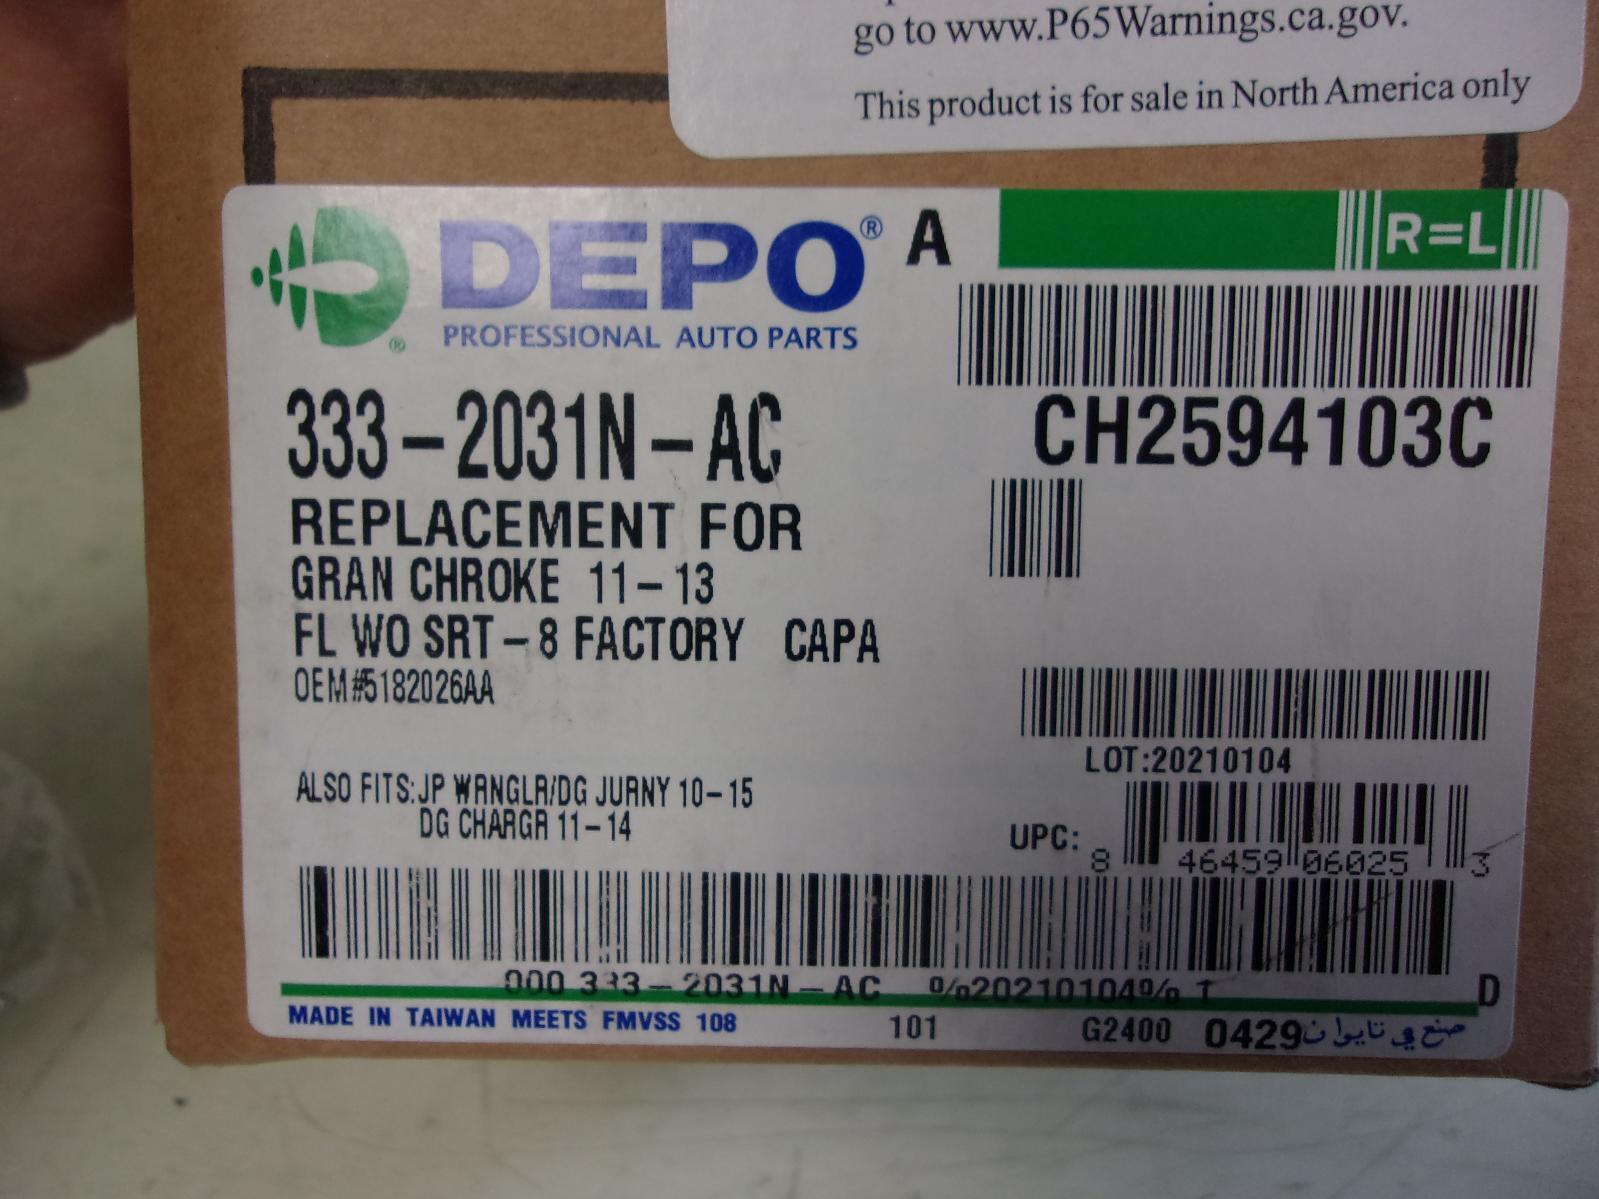 go to www.P65Warnings.ca.gov.
This product is for sale in North America only
DEPO® A
R=L
®
PROFESSIONAL AUTO PARTS
333-2031N-AC
CH2594103C
REPLACEMENT FOR
GRAN CHROKE 11-13
FL WO SRT-8 FACTORY CAPA
OEM#5182026AA
LOT:20210104
ALSO FITS:JP WRNGLR/DG JURNY 10-15
DG CHARGR 11-14
UPC: 8 46459 06025 3
000 333-2031N-AC %20210104% T
D
MADE IN TAIWAN MEETS FMVSS 108 101 G2400 0429 صنع في تايوان